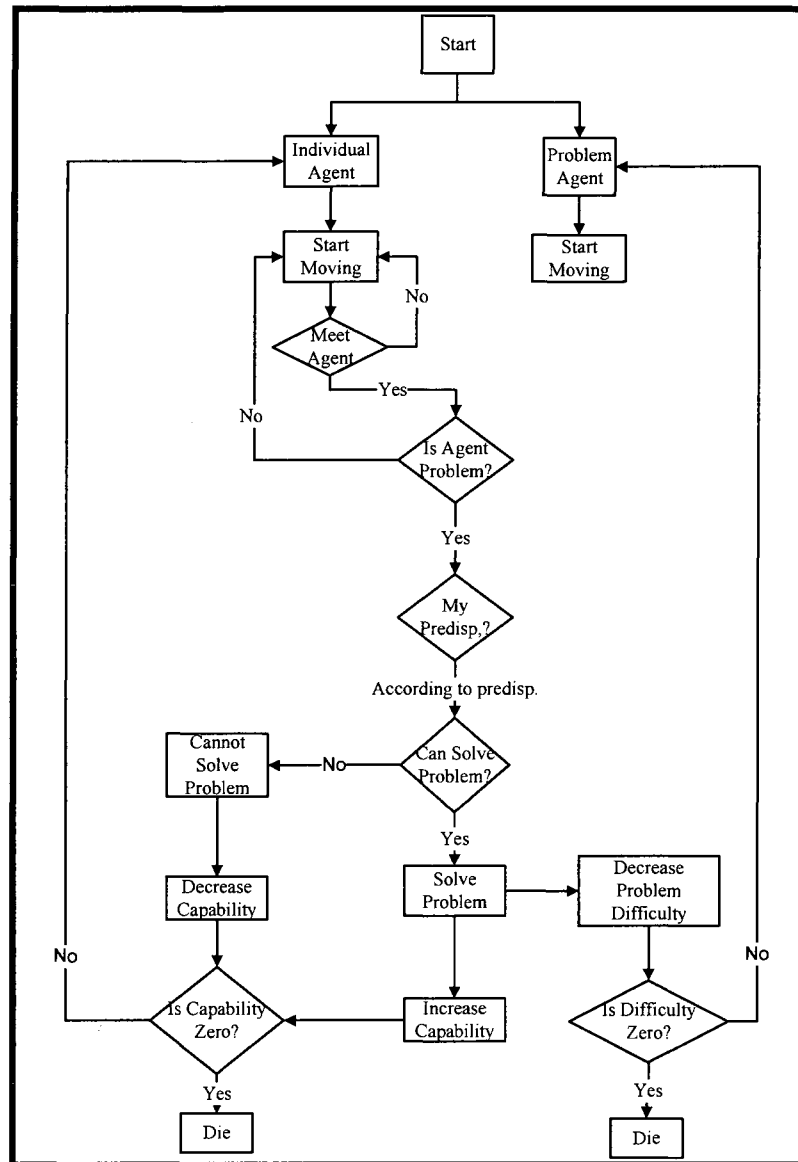 Start
Individual
Agent
Problem
Agent
Start
Moving
Start
Moving
No
Meet
Agent
Yes
No
Is Agent
Problem?
Yes
My
Predisp,?
According to predisp.
Cannot
Solve
Problem
No
Can Solve
Problem?
Yes
Decrease
Capability
Solve
Problem
Decrease
Problem
Difficulty
No
No
Is Capability
Zero?
Increase
Capability
Is Difficulty
Zero?
Yes
Yes
Die
Die